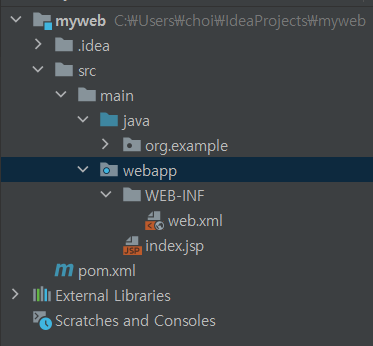 myweb C:₩Users₩choi₩IdeaProjects₩myweb
.idea
src
main
java
org.example
webapp
WEB-INF
web.xml
JSP index.jsp
m pom.xml
External Libraries
Scratches and Consoles